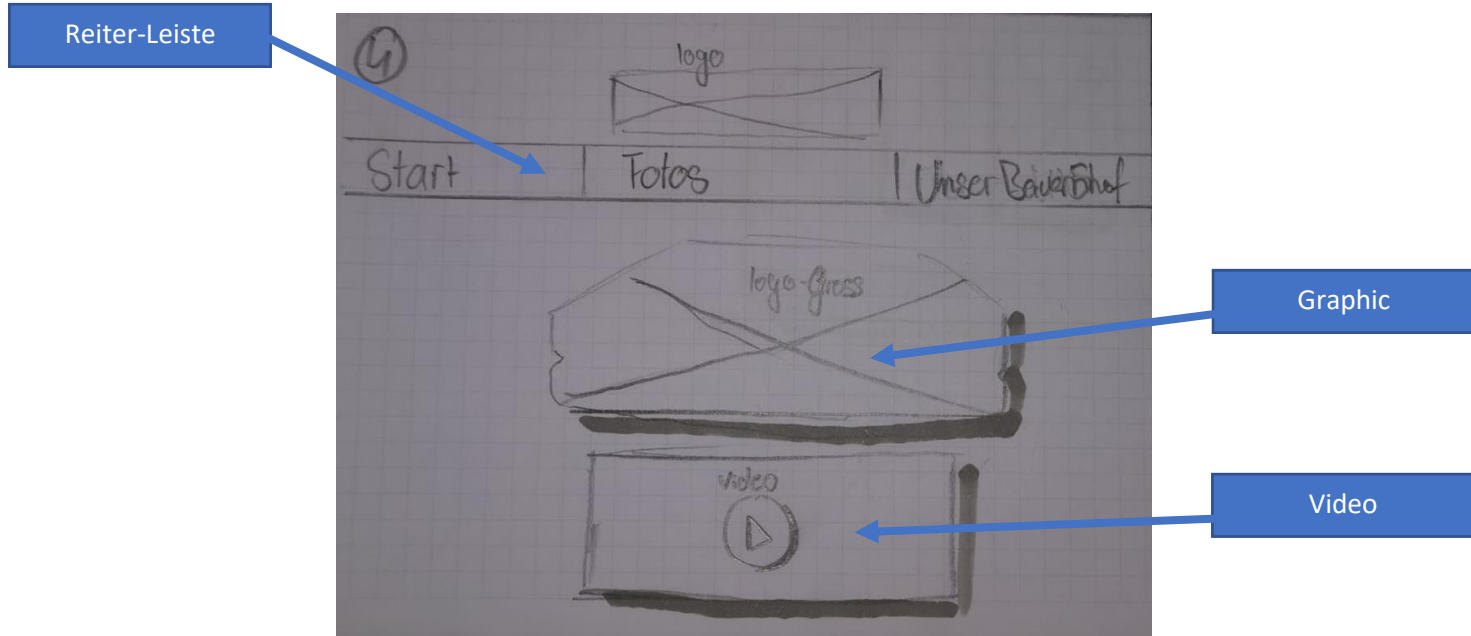 Reiter-Leiste
4
logo
Start
Fotos
Unser Bauernhof
logo-Gross
Graphic
video
Video